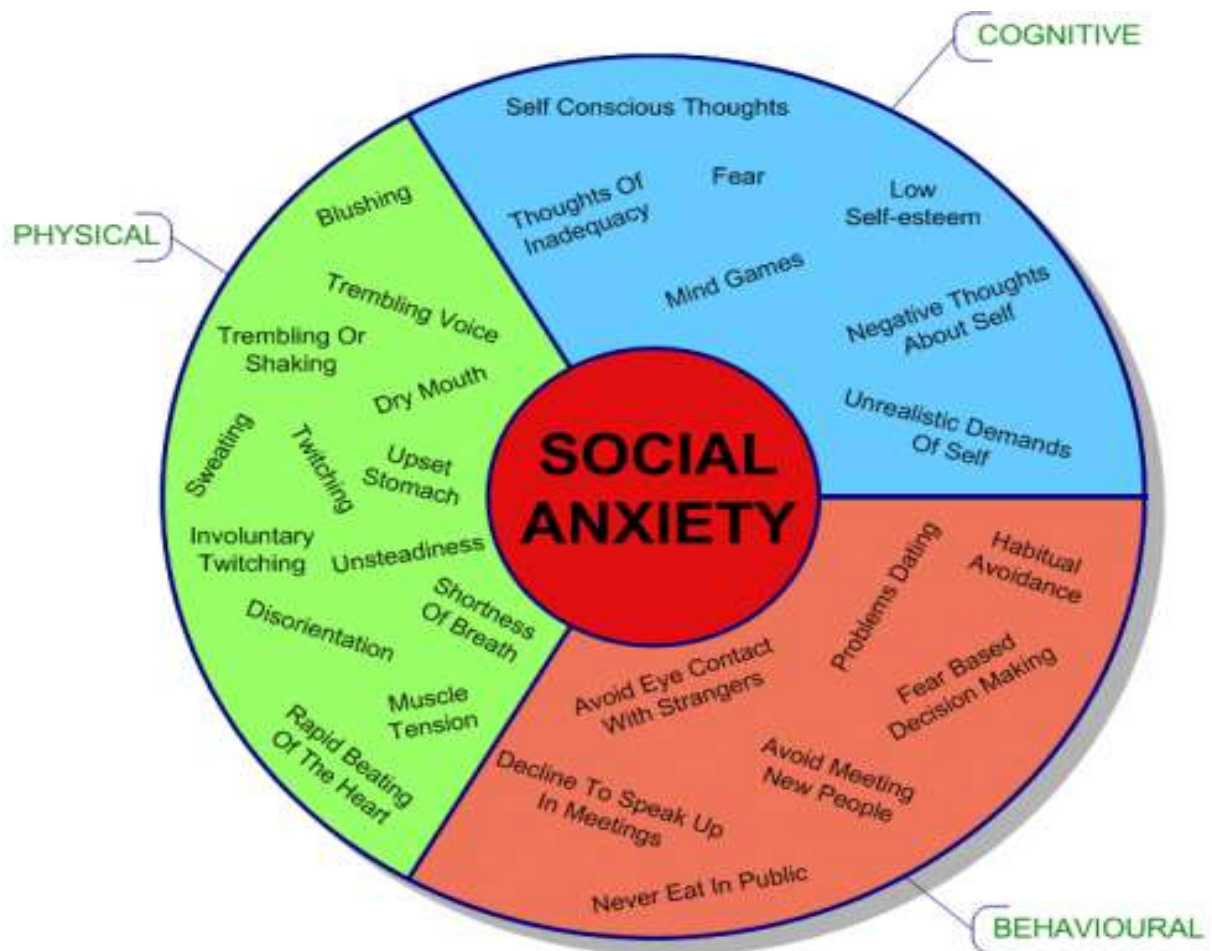 COGNITIVE
Self Conscious Thoughts
Fear
Low
Self-esteem
Thoughts Of
Inadequacy
Mind Games
Negative Thoughts
About Self
Unrealistic Demands
Of Self
PHYSICAL
Blushing
Trembling Voice
Trembling Or
Shaking
Dry Mouth
Sweating
Twitching
Upset
Stomach
Involuntary
Twitching
Unsteadiness
Shortness
Of Breath
Disorientation
Muscle
Tension
Rapid Beating
Of The Heart
SOCIAL
ANXIETY
Problems Dating
Habitual
Avoidance
Avoid Eye Contact
With Strangers
Fear Based
Decision Making
Avoid Meeting
New People
Decline To Speak Up
In Meetings
Never Eat In Public
BEHAVIOURAL